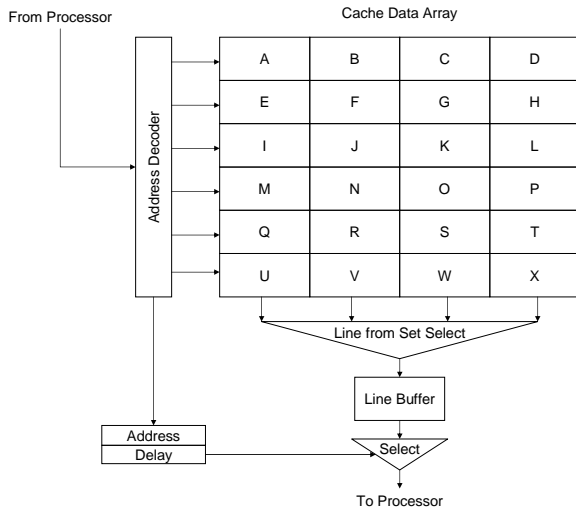 From Processor
Cache Data Array
Address Decoder
A B C D
E F G H
I J K L
M N O P
Q R S T
U V W X
Line from Set Select
Line Buffer
Address
Delay
Select
To Processor